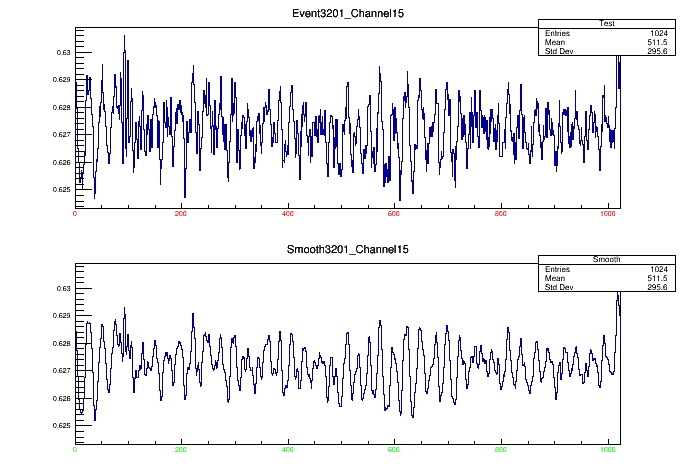 Event3201_Channel15
Test
Entries 1024
Mean 511.5
Std Dev 295.6
0.63
0.629
0.628
0.627
0.626
0.625
0 200 400 600 800 1000
Smooth3201_Channel15
Smooth
Entries 1024
Mean 511.5
Std Dev 295.6
0.63
0.629
0.628
0.627
0.626
0.625
0 200 400 600 800 1000